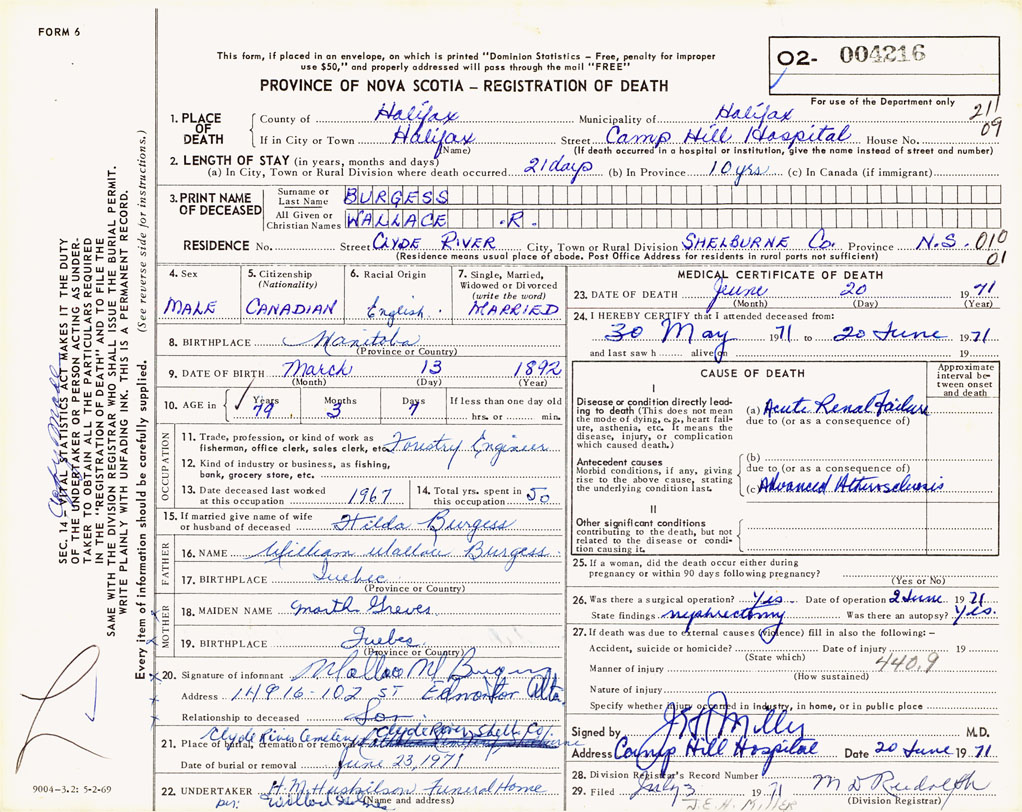 FORM 6
This form, if placed in an envelope, on which is printed "Dominion Statistics – Free, penalty for improper
use $50," and properly addressed will pass through the mail "FREE"
O2- 004216
PROVINCE OF NOVA SCOTIA – REGISTRATION OF DEATH
For use of the Department only
211
09
1. PLACE OF DEATH
County of Halifax Municipality of Halifax
If in City or Town Halifax Street Camp Hill Hospital House No.
(Name) (If death occurred in a hospital or institution, give the name instead of street and number)
2. LENGTH OF STAY (in years, months and days)
(a) In City, Town or Rural Division where death occurred 21 days (b) In Province 10 yrs (c) In Canada (if immigrant)
3. PRINT NAME OF DECEASED
Surname or Last Name BURGESS
All Given or Christian Names WALLACE R.
RESIDENCE No. Street CLYDE RIVER City, Town or Rural Division SHELBURNE Co. Province N.S. 010
(Residence means usual place of abode. Post Office Address for residents in rural parts not sufficient) 01
4. Sex
MALE
5. Citizenship
(Nationality)
CANADIAN
6. Racial Origin
English
7. Single, Married,
Widowed or Divorced
(write the word)
MARRIED
8. BIRTHPLACE Manitoba
(Province or Country)
9. DATE OF BIRTH March 13 1892
(Month) (Day) (Year)
10. AGE in
Years Months Days If less than one day old
79 3 7 hrs. or min.
OCCUPATION
11. Trade, profession, or kind of work as
fisherman, office clerk, sales clerk, etc. Forestry Engineer
12. Kind of industry or business, as fishing,
bank, grocery store, etc.
13. Date deceased last worked
at this occupation 1967
14. Total yrs. spent in
this occupation 50
15. If married give name of wife
or husband of deceased Hilda Burgess
FATHER
16. NAME William Wallace Burgess
17. BIRTHPLACE Quebec
(Province or Country)
MOTHER
18. MAIDEN NAME Greves
19. BIRTHPLACE Quebec
(Province or Country)
20. Signature of informant
Address 14916-102 ST Edmonton Alta.
Relationship to deceased Son
Clyde River Cemetery Clyde River, Shelb Co.
21. Place of burial, cremation or removal
Date of burial or removal June 23, 1971
22. UNDERTAKER H.M. Huskilson Funeral Home
per:
(Name and address)
MEDICAL CERTIFICATE OF DEATH
23. DATE OF DEATH June 20 1971
(Month) (Day) (Year)
24. I HEREBY CERTIFY that I attended deceased from:
30 May 1971 to 20 June 1971
and last saw h alive on 19
CAUSE OF DEATH
Approximate
interval be-
tween onset
and death
I
Disease or condition directly lead-
ing to death (This does not mean
the mode of dying, e.g., heart fail-
ure, asthenia, etc. It means the
disease, injury, or complication
which caused death.)
(a) Acute Renal Failure
due to (or as a consequence of)
Antecedent causes
Morbid conditions, if any, giving
rise to the above cause, stating
the underlying condition last.
(b)
due to (or as a consequence of)
(c) Advanced Atherosclerosis
II
Other significant conditions
contributing to the death, but not
related to the disease or condi-
tion causing it.
25. If a woman, did the death occur either during
pregnancy or within 90 days following pregnancy?
(Yes or No)
26. Was there a surgical operation? Yes Date of operation 2 June 1971
State findings nephrectomy Was there an autopsy? Yes.
27. If death was due to external causes (violence) fill in also the following: –
Accident, suicide or homicide? Date of injury 19
(State which)
440.9
Manner of injury
(How sustained)
Nature of injury
Specify whether injury occurred in industry, in home, or in public place
Signed by M.D.
Address Camp Hill Hospital Date 20 June 1971
28. Division Registrar's Record Number
29. Filed July 3 1971 M D Rudolph
(Division Registrar)
SEC. 14 – VITAL STATISTICS ACT MAKES IT THE DUTY
OF THE UNDERTAKER OR PERSON ACTING AS UNDER-
TAKER TO OBTAIN ALL THE PARTICULARS REQUIRED
IN THE "REGISTRATION OF DEATH" AND TO FILE THE
SAME WITH THE DIVISION REGISTRAR WHO SHALL ISSUE THE BURIAL PERMIT.
WRITE PLAINLY WITH UNFADING INK. THIS IS A PERMANENT RECORD.
Every item of information should be carefully supplied. (See reverse side for instructions.)
9004-3.2: 5-2-69